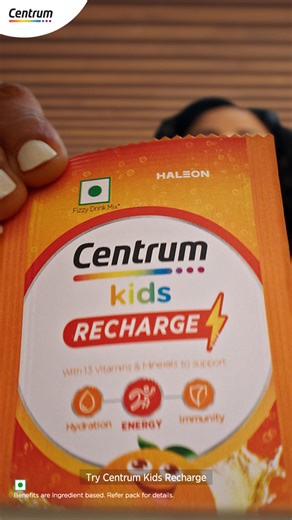 Centrum
HALEON
Fizzy Drink Mix*
Centrum
kids
RECHARGE
With 13 Vitamins & Minerals to support
Hydration
ENERGY
Immunity
Try Centrum Kids Recharge
Benefits are ingredient based. Refer pack for details.